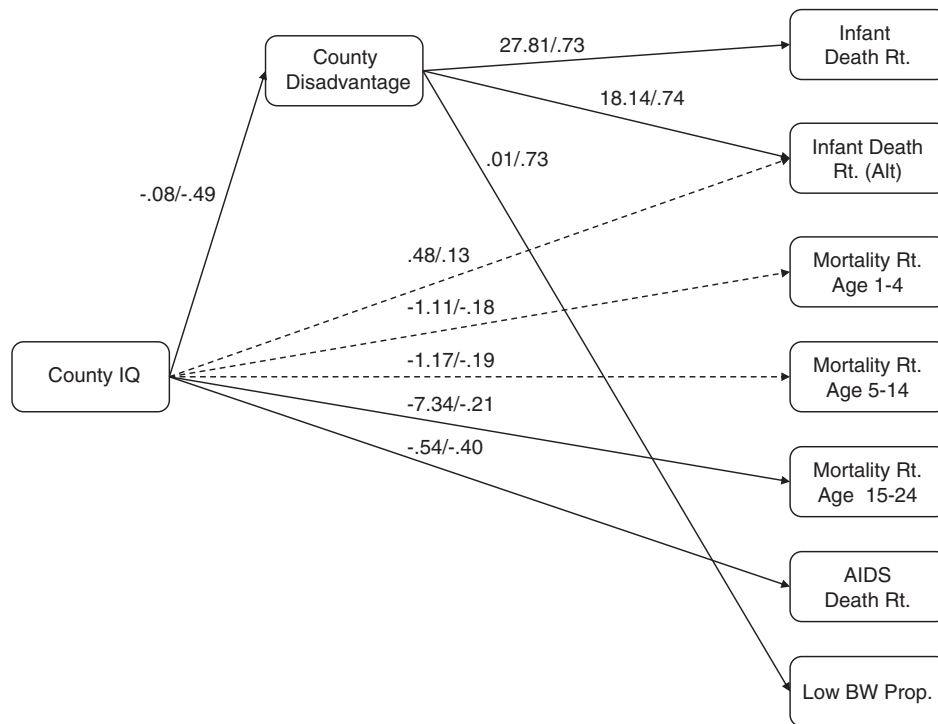 County
Disadvantage
27.81/.73
Infant
Death Rt.
18.14/.74
Infant Death
Rt. (Alt)
.01/.73
-.08/-.49
.48/.13
Mortality Rt.
Age 1-4
-1.11/-.18
County IQ
-1.17/-.19
Mortality Rt.
Age 5-14
-7.34/-.21
-.54/-.40
Mortality Rt.
Age 15-24
AIDS
Death Rt.
Low BW Prop.